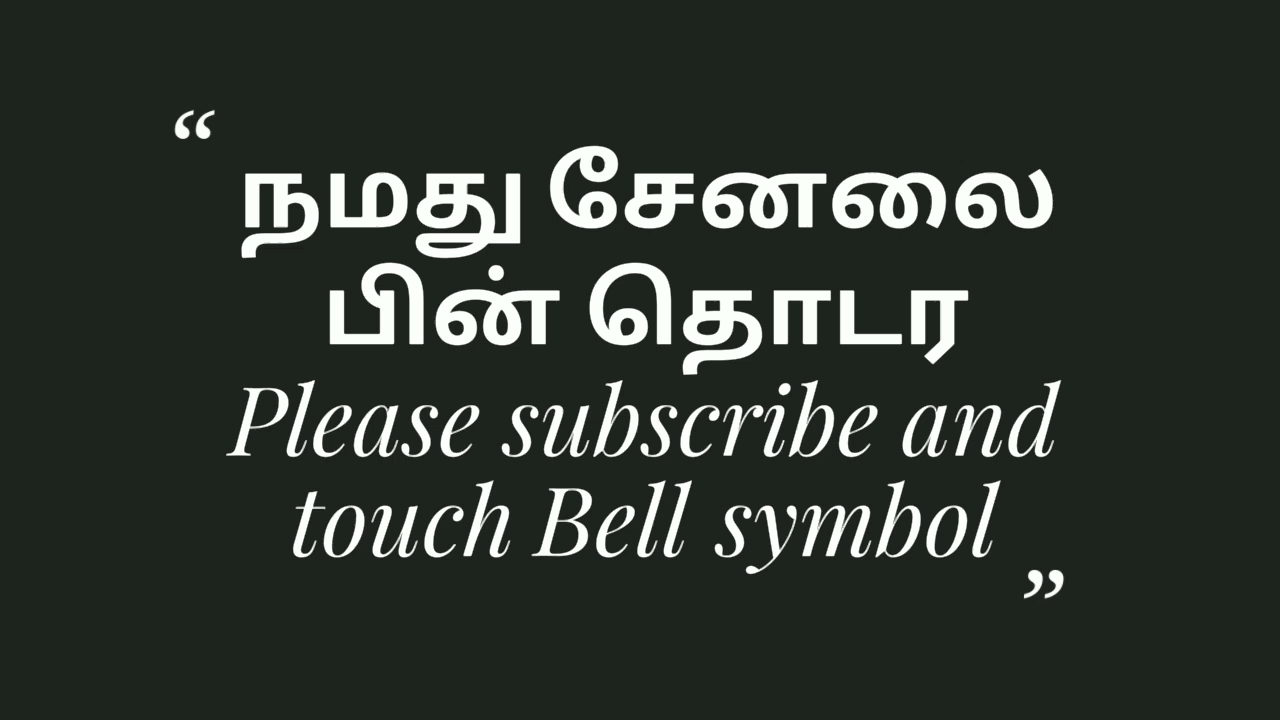 “
நமது சேனலை
பின் தொடர
Please subscribe and
touch Bell symbol
”